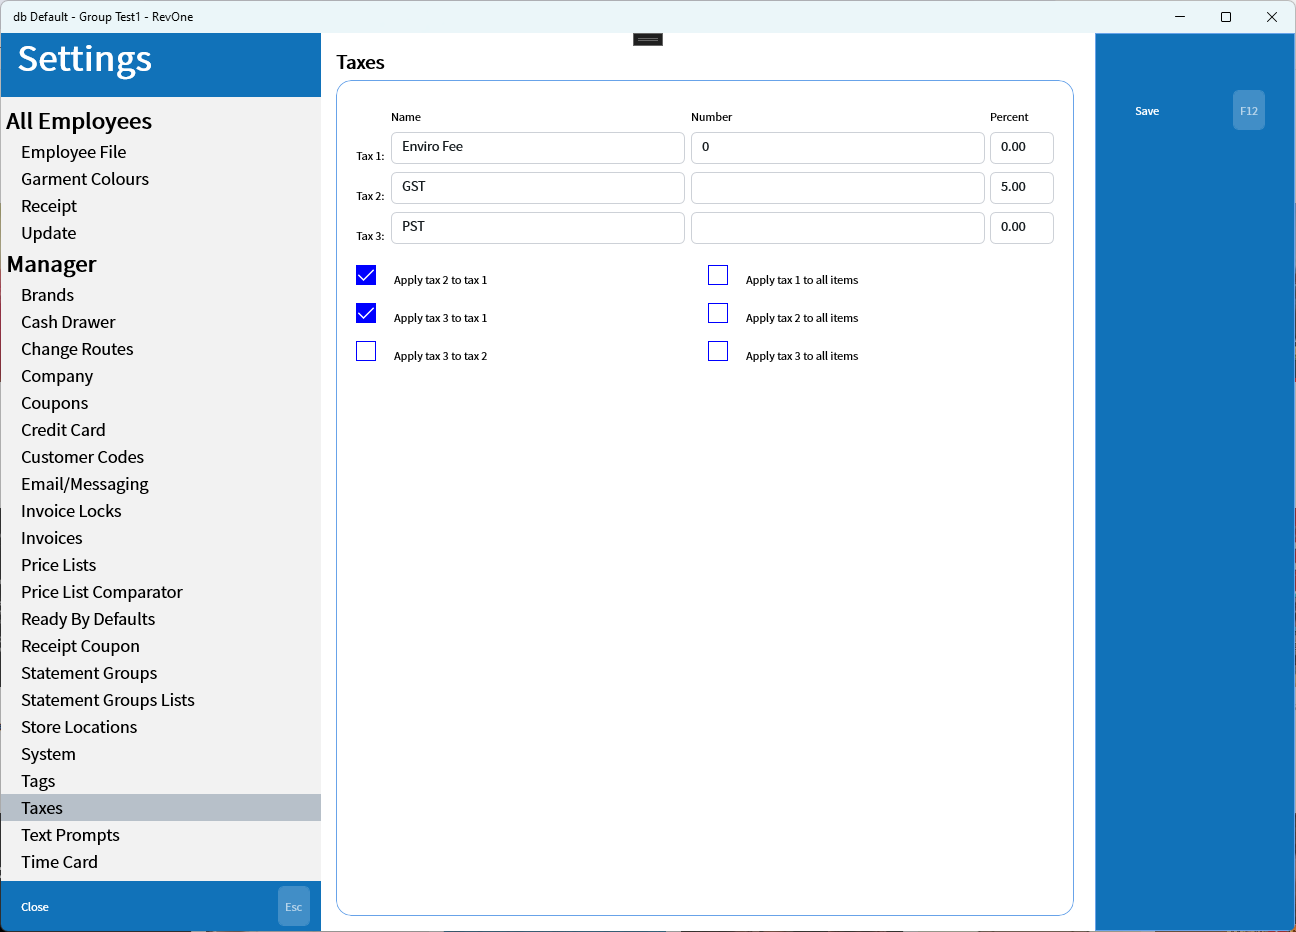 db Default - Group Test1 - RevOne
Settings
All Employees
Employee File
Garment Colours
Receipt
Update
Manager
Brands
Cash Drawer
Change Routes
Company
Coupons
Credit Card
Customer Codes
Email/Messaging
Invoice Locks
Invoices
Price Lists
Price List Comparator
Ready By Defaults
Receipt Coupon
Statement Groups
Statement Groups Lists
Store Locations
System
Tags
Taxes
Text Prompts
Time Card
Close Esc
Taxes
Name Number Percent
Tax 1: Enviro Fee 0 0.00
Tax 2: GST 5.00
Tax 3: PST 0.00
Apply tax 2 to tax 1 Apply tax 1 to all items
Apply tax 3 to tax 1 Apply tax 2 to all items
Apply tax 3 to tax 2 Apply tax 3 to all items
Save F12